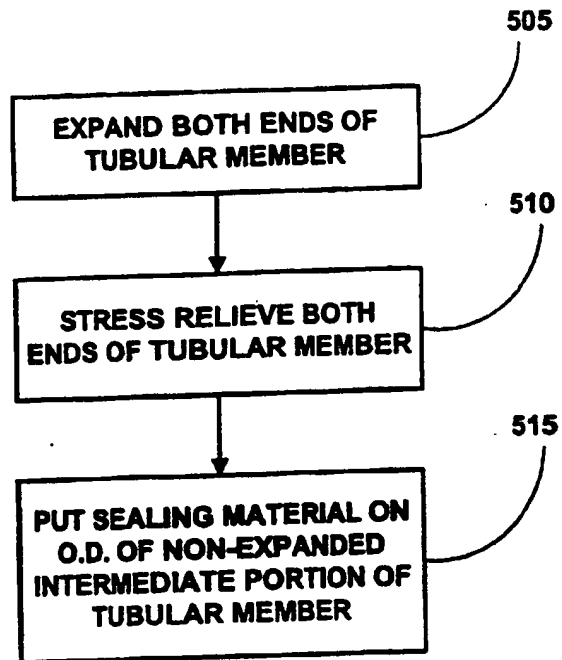 505
EXPAND BOTH ENDS OF
TUBULAR MEMBER
510
STRESS RELIEVE BOTH
ENDS OF TUBULAR MEMBER
515
PUT SEALING MATERIAL ON
O.D. OF NON-EXPANDED
INTERMEDIATE PORTION OF
TUBULAR MEMBER